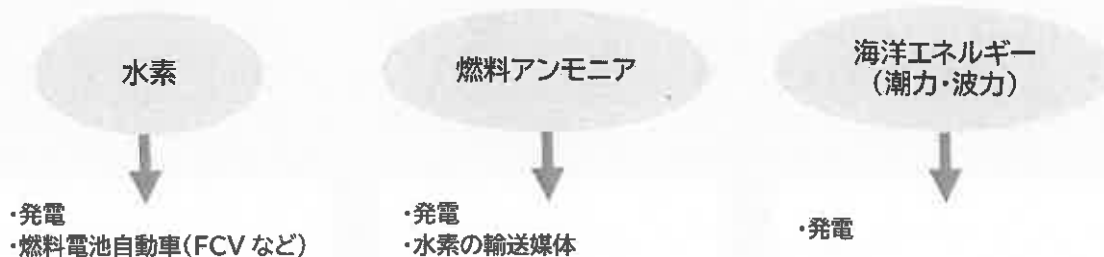 水素
・発電
・燃料電池自動車(FCV など)
燃料アンモニア
・発電
・水素の輸送媒体
海洋エネルギー
(潮力・波力)
・発電